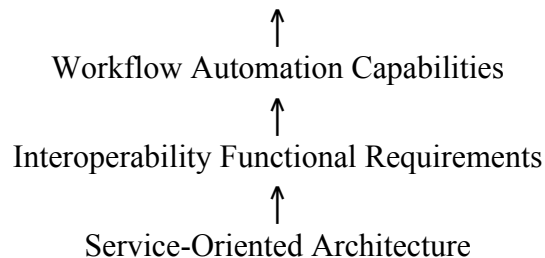 Workflow Automation Capabilities
Interoperability Functional Requirements
Service-Oriented Architecture